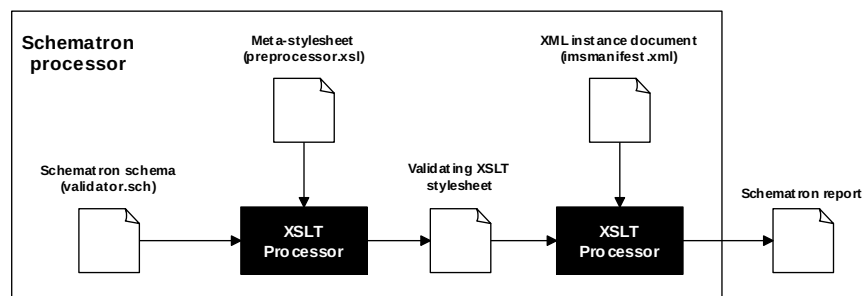 Schematron
processor
Meta-stylesheet
(preprocessor.xsl)
XML instance document
(imsmanifest.xml)
Schematron schema
(validator.sch)
Validating XSLT
stylesheet
Schematron report
XSLT
Processor
XSLT
Processor